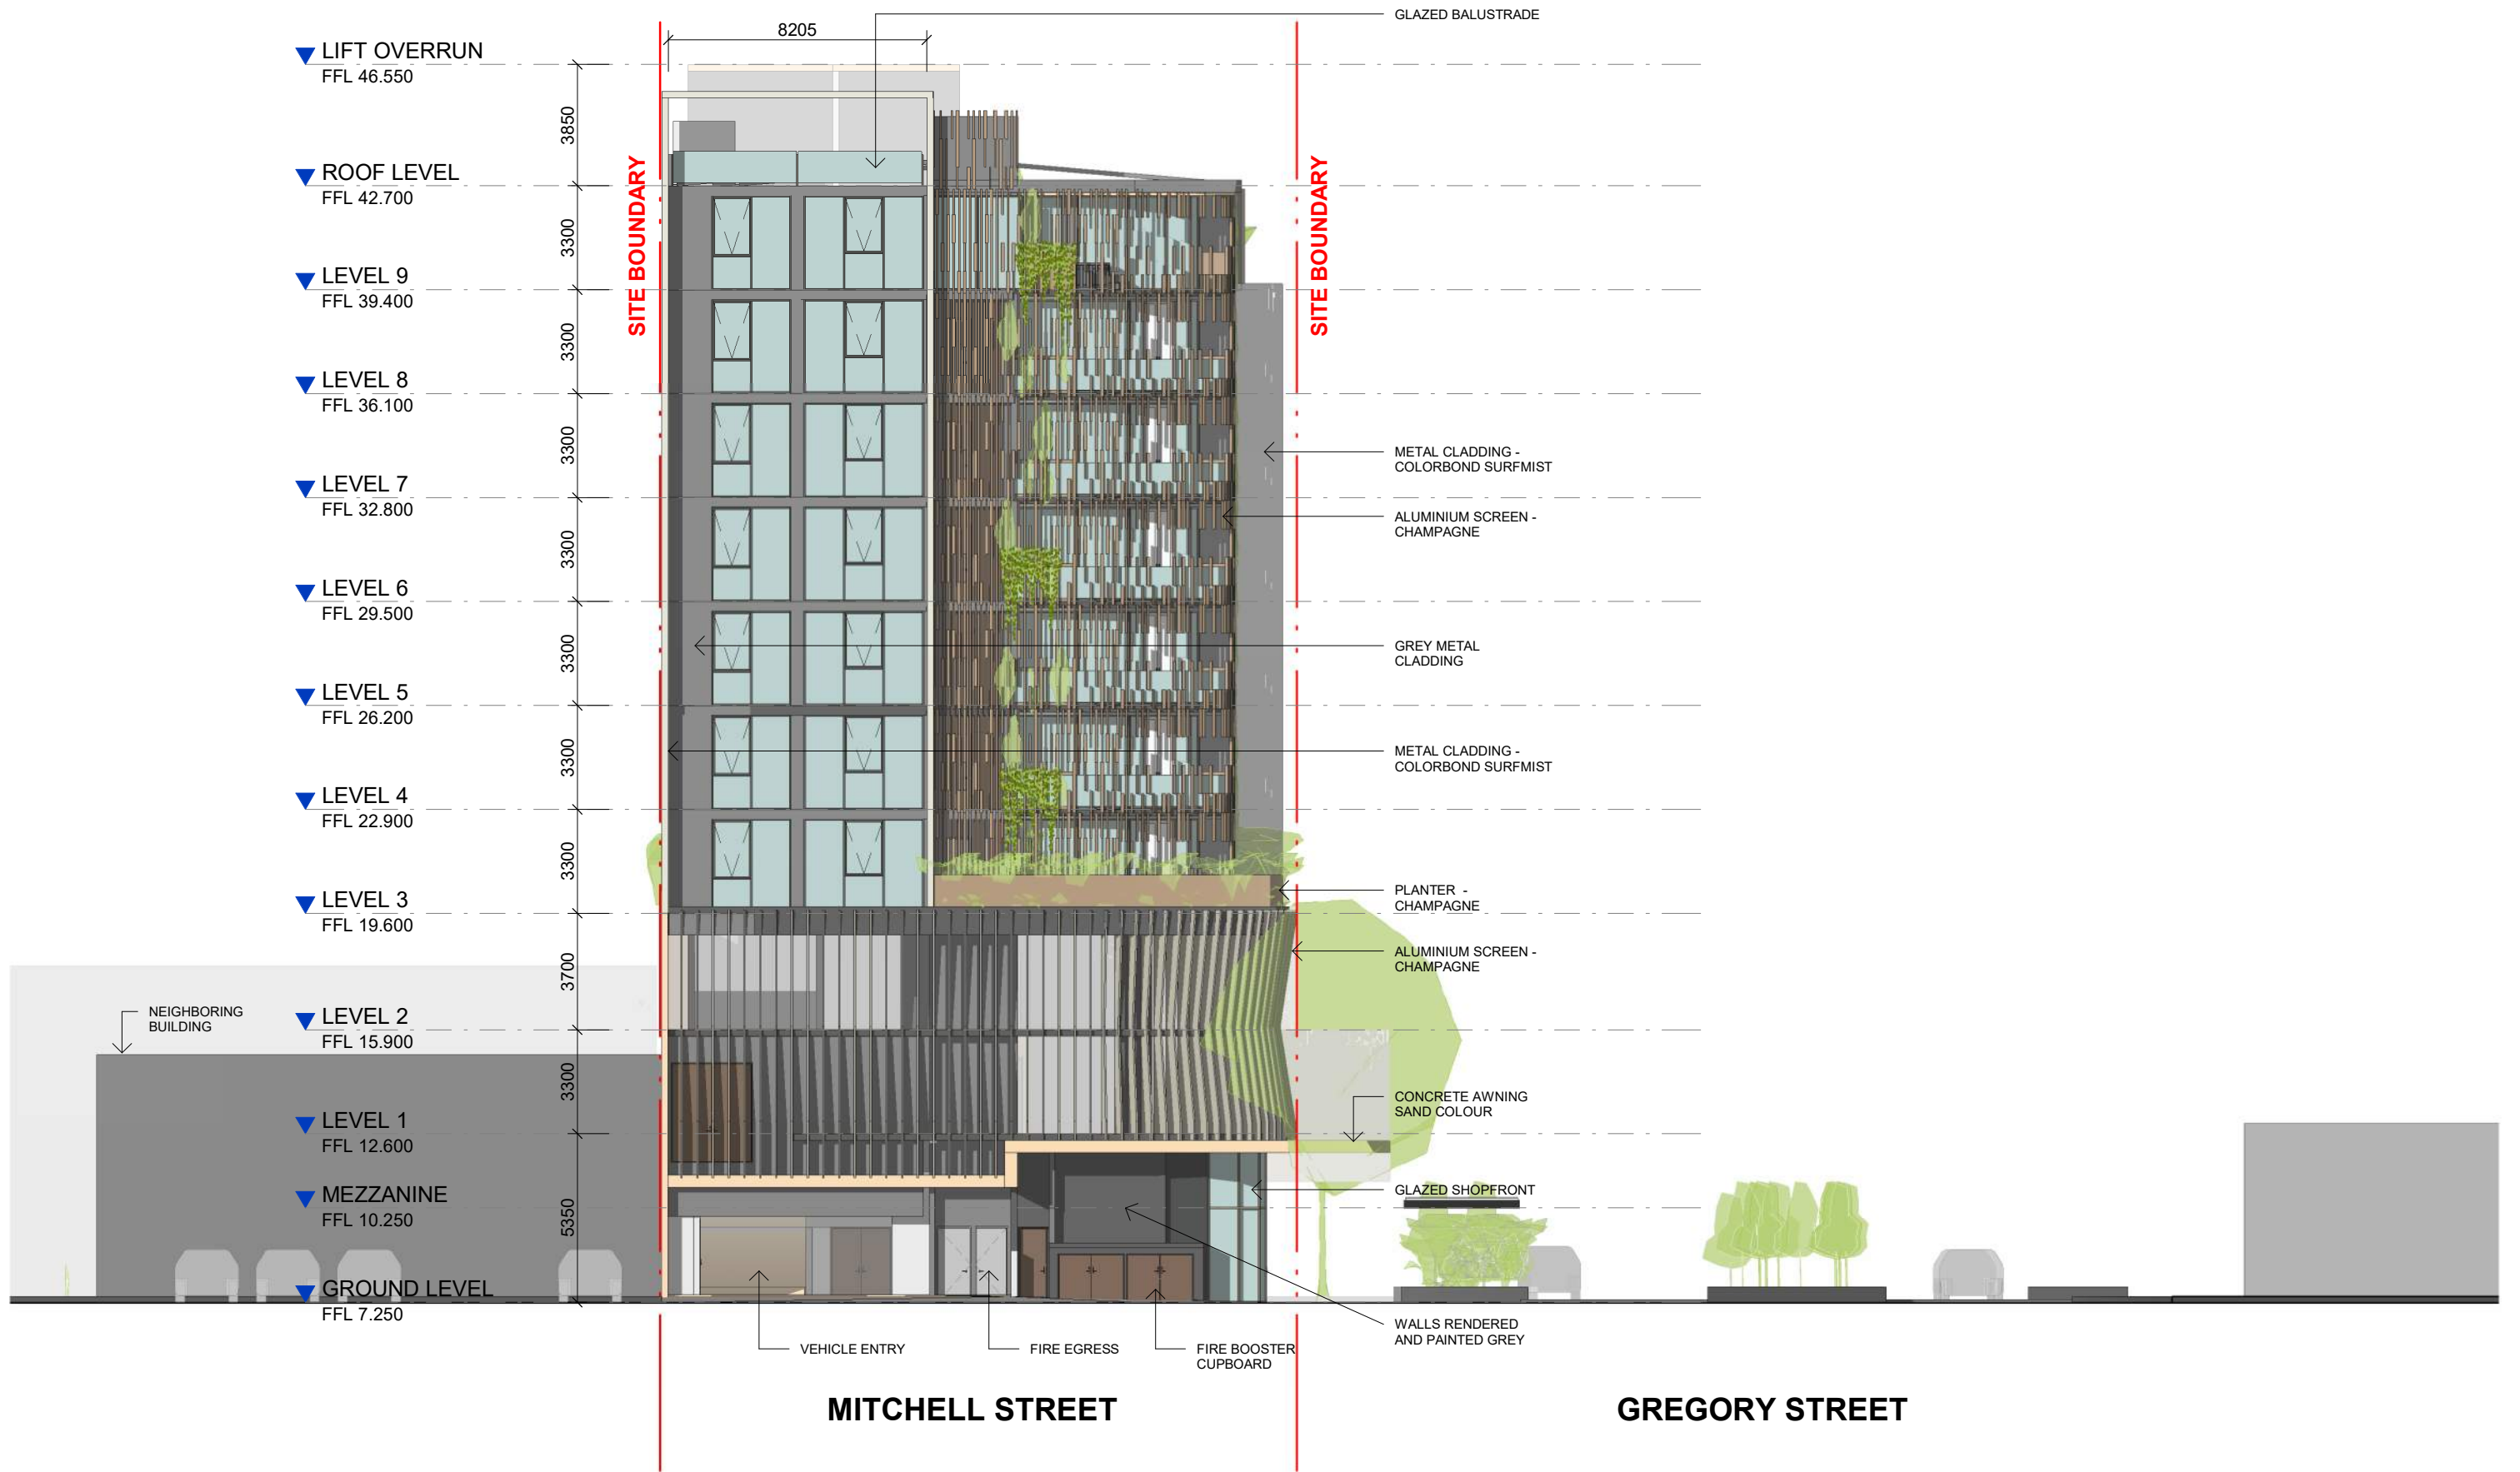 8205
GLAZED BALUSTRADE
LIFT OVERRUN
FFL 46.550
3850
ROOF LEVEL
FFL 42.700
SITE BOUNDARY
SITE BOUNDARY
3300
LEVEL 9
FFL 39.400
3300
LEVEL 8
FFL 36.100
3300
METAL CLADDING -
COLORBOND SURFMIST
LEVEL 7
FFL 32.800
ALUMINIUM SCREEN -
CHAMPAGNE
3300
LEVEL 6
FFL 29.500
3300
GREY METAL
CLADDING
LEVEL 5
FFL 26.200
3300
METAL CLADDING -
COLORBOND SURFMIST
LEVEL 4
FFL 22.900
3300
PLANTER -
CHAMPAGNE
LEVEL 3
FFL 19.600
3700
ALUMINIUM SCREEN -
CHAMPAGNE
NEIGHBORING
BUILDING
LEVEL 2
FFL 15.900
3300
CONCRETE AWNING
SAND COLOUR
LEVEL 1
FFL 12.600
MEZZANINE
FFL 10.250
5350
GLAZED SHOPFRONT
GROUND LEVEL
FFL 7.250
WALLS RENDERED
AND PAINTED GREY
VEHICLE ENTRY
FIRE EGRESS
FIRE BOOSTER
CUPBOARD
MITCHELL STREET
GREGORY STREET